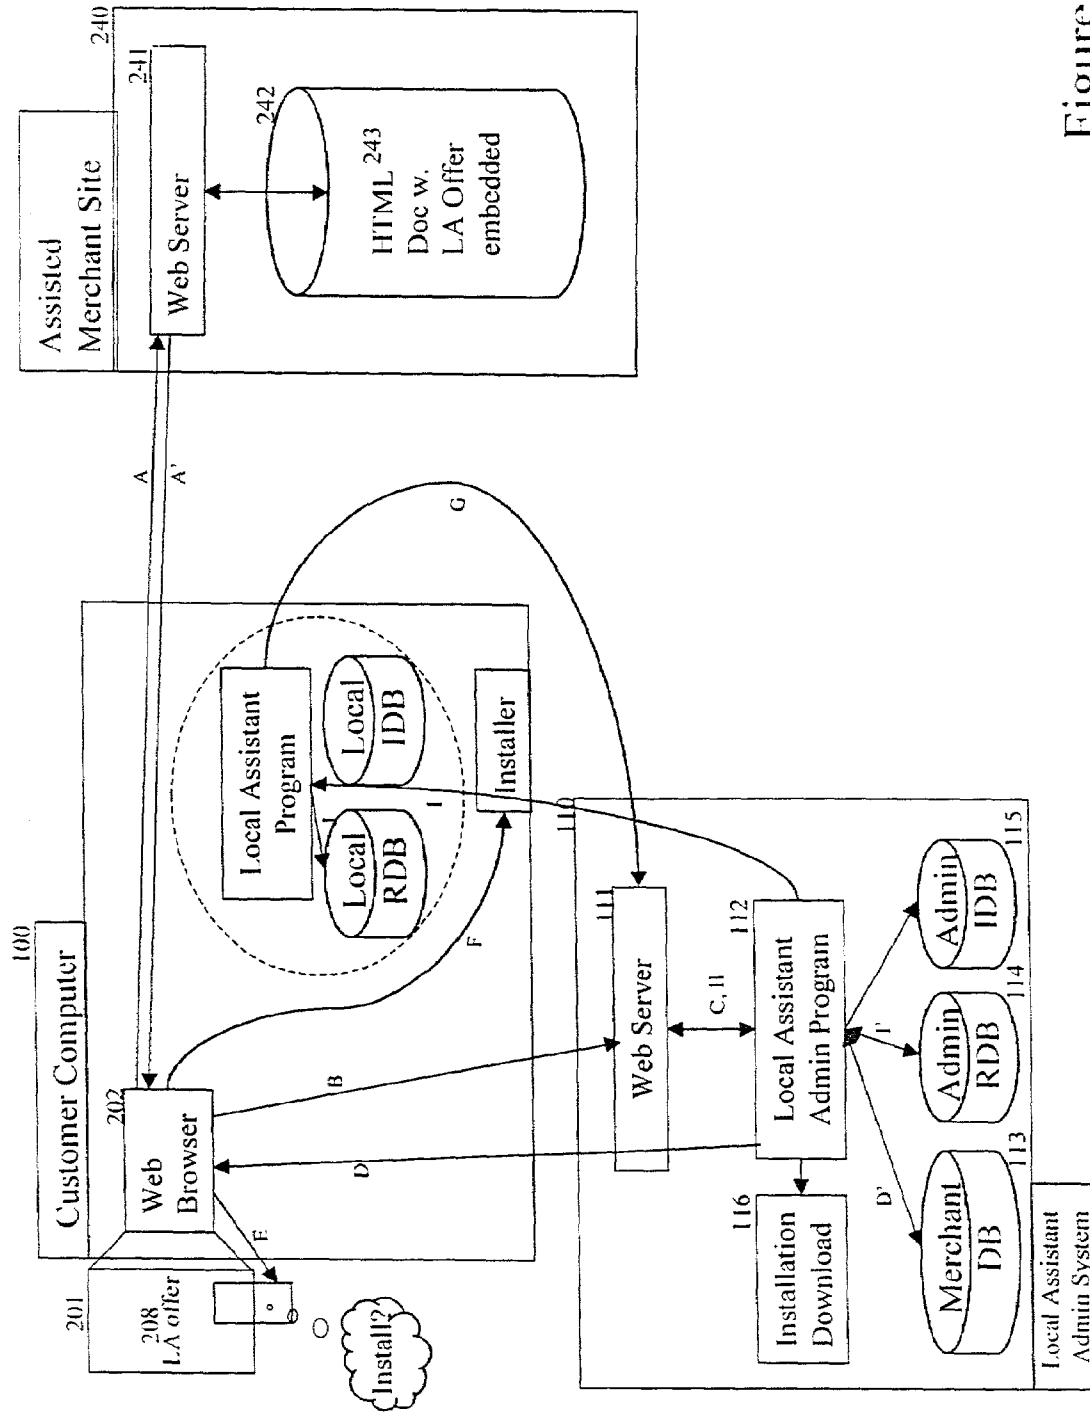 Customer Computer
100
201
208
LA offer
202
Web
Browser
Install?
E
D
B
F
A
A'
Local Assistant
Program
J
I
Local
RDB
Local
IDB
Installer
G
Assisted
Merchant Site
240
241
Web Server
242
HTML 243
Doc w.
LA Offer
embedded
110
111
Web Server
C, H
112
Local Assistant
Admin Program
116
Installation
Download
D'
I'
Merchant
DB
113
Admin
RDB
114
Admin
IDB
115
Local Assistant
Admin System
Figure